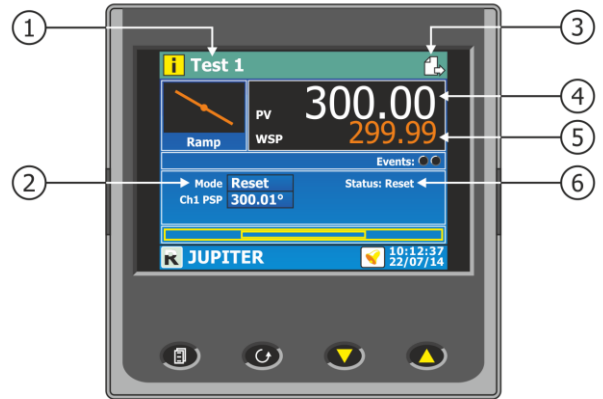 1
3
i Test 1
300.00
4
PV
WSP 299.99
5
Ramp
Events:
2
Mode Reset
Status: Reset
6
Ch1 PSP 300.01°
R JUPITER
10:12:37
22/07/14